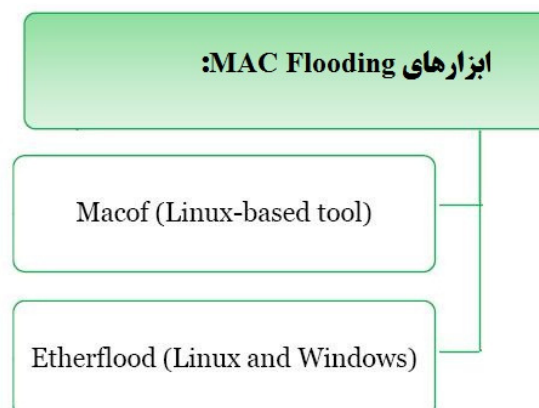 ابزارهای MAC Flooding:
Macof (Linux-based tool)
Etherflood (Linux and Windows)